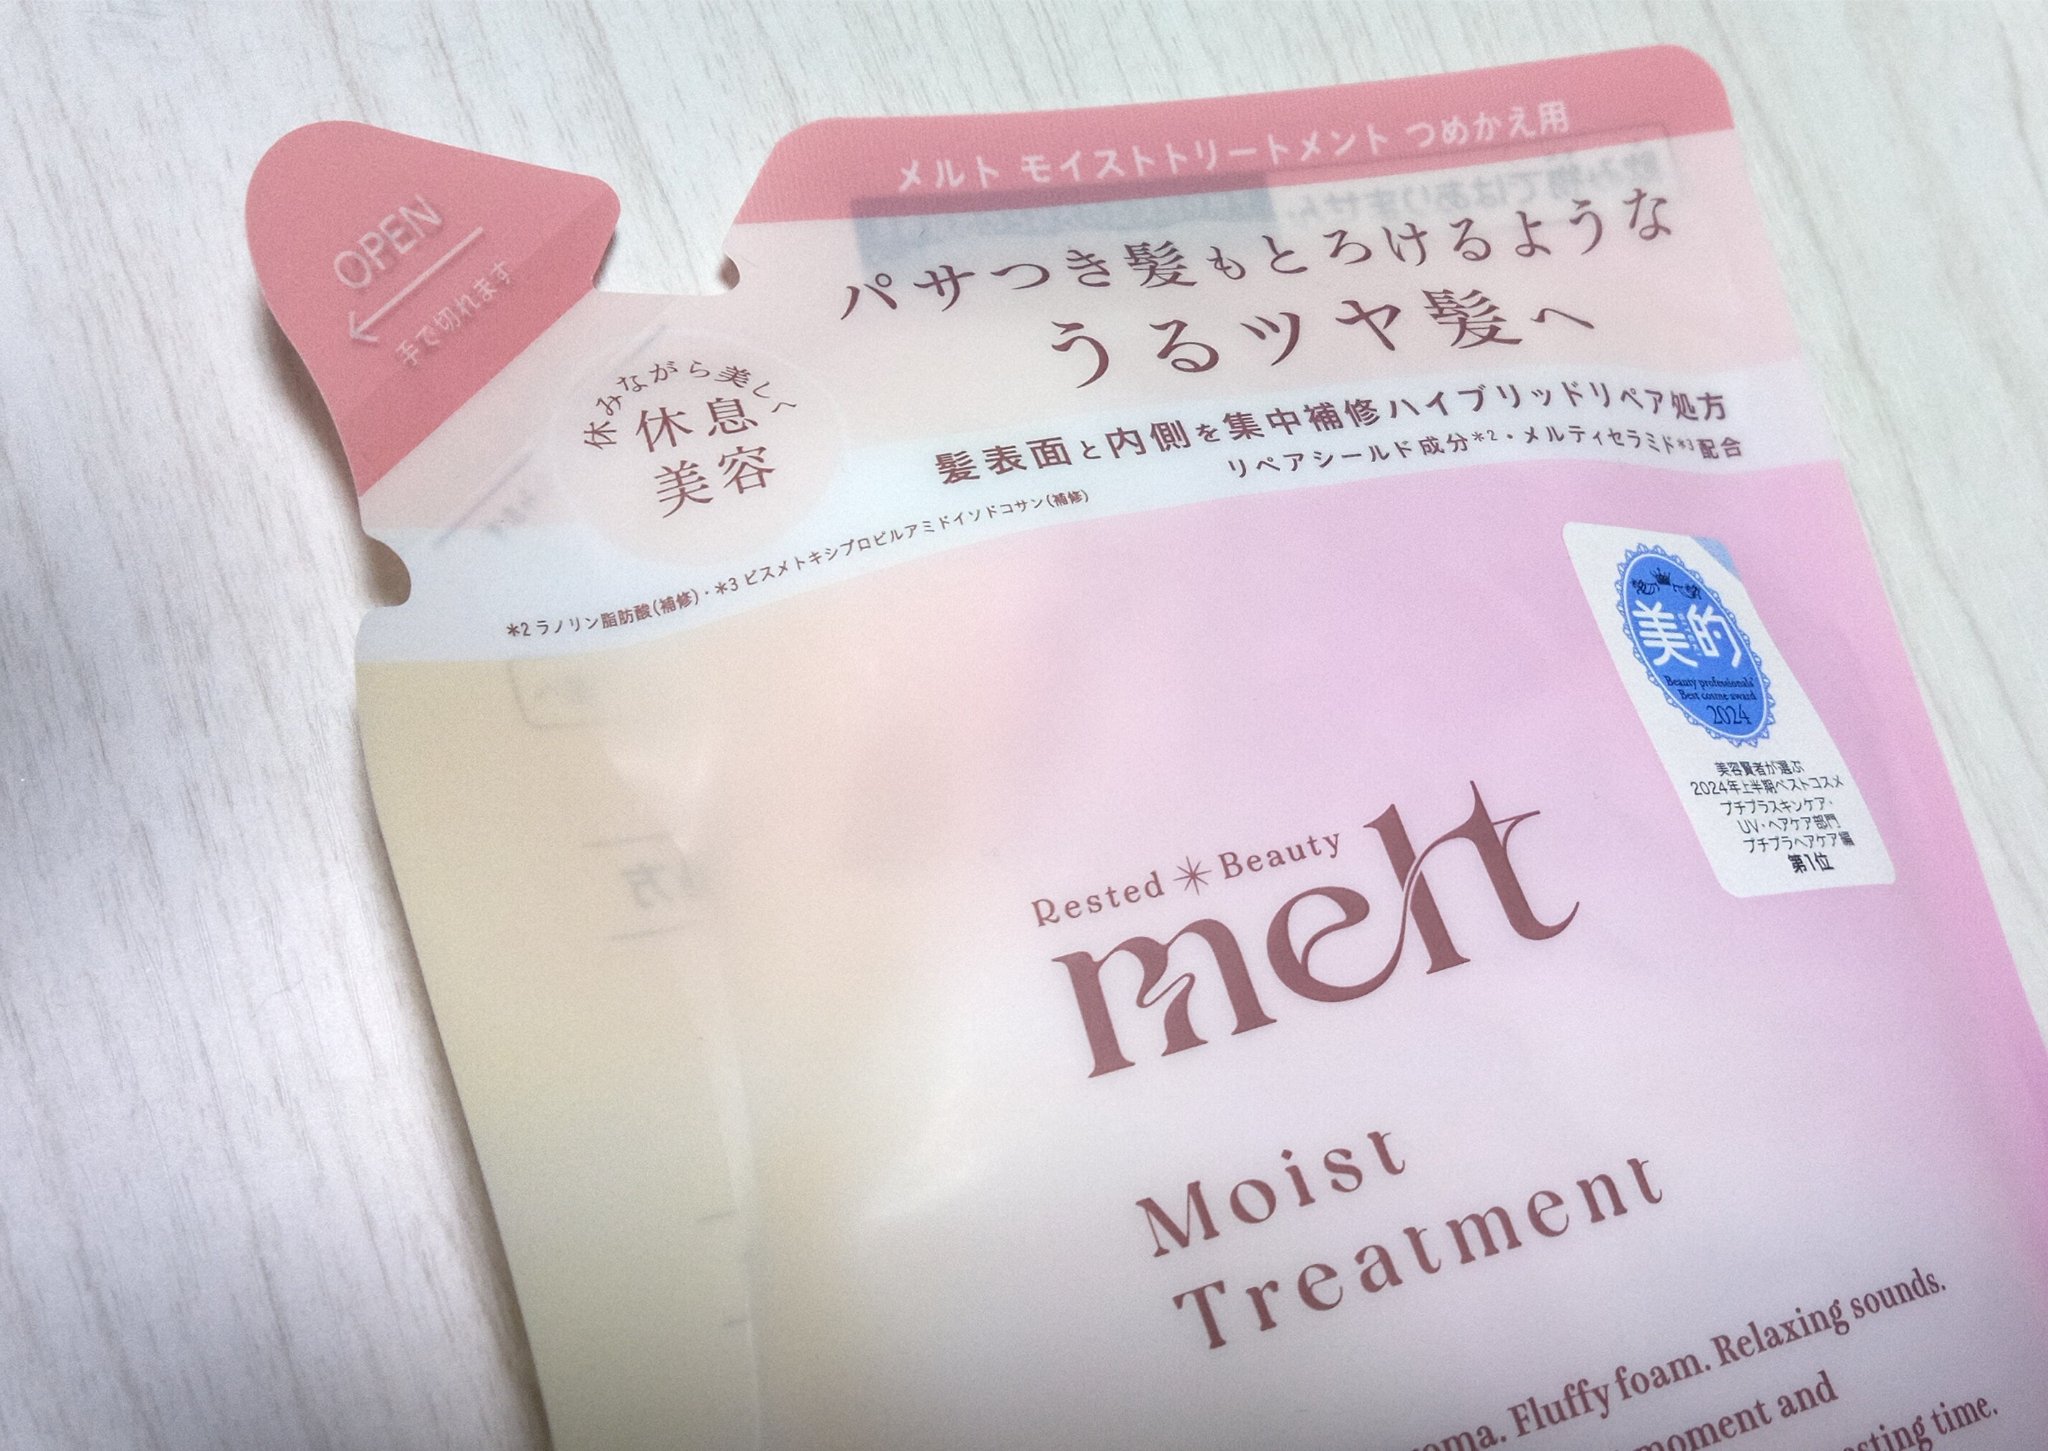 メルト モイストトリートメント つめかえ用
OPEN
手で切れます
パサつき髪もとろけるような
うるツヤ髪へ
休みながら美しくへ
休息
美容
髪表面と内側を集中補修ハイブリッドリペア処方
リペアシールド成分*2・メルティセラミド*3配合
*2 ラノリン脂肪酸(補修)・*3 ビスメトキシプロピルアミドイソドコサン(補修)
美的
Beauty professionals'
Best cosme award
2024
美容賢者が選ぶ
2024年上半期ベストコスメ
プチプラスキンケア・
UV・ヘアケア部門
プチプラヘアケア編
第1位
Rested Beauty
melt
Moist
Treatment
Fluffy foam. Relaxing sounds.
moment and
time.